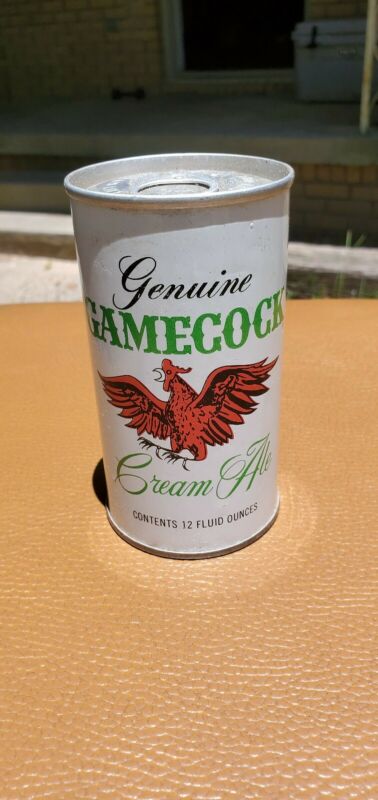 Genuine
GAMECOCK
Cream Ale
CONTENTS 12 FLUID OUNCES